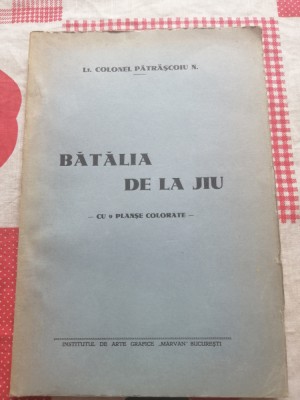 Lt. COLONEL PĂTRĂȘCOIU N.
BĂTĂLIA
DE LA JIU
– CU 9 PLANȘE COLORATE –
INSTITUTUL DE ARTE GRAFICE „MARVAN” BUCUREȘTI